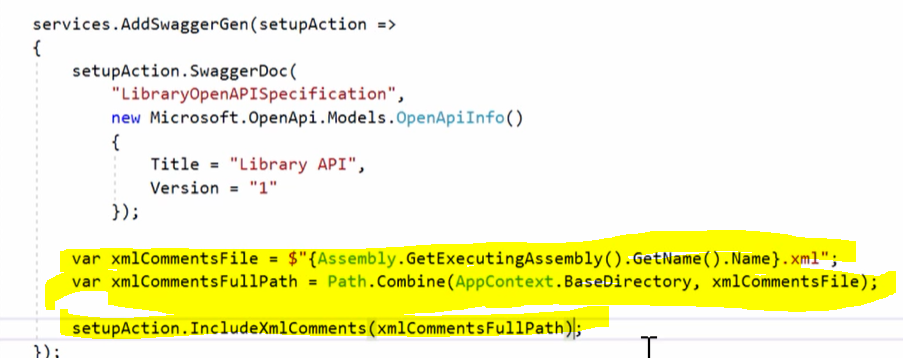 services.AddSwaggerGen(setupAction =>
{
setupAction.SwaggerDoc(
"LibraryOpenAPISpecification",
new Microsoft.OpenApi.Models.OpenApiInfo()
{
Title = "Library API",
Version = "1"
});
var xmlCommentsFile = $"{Assembly.GetExecutingAssembly().GetName().Name}.xml";
var xmlCommentsFullPath = Path.Combine(AppContext.BaseDirectory, xmlCommentsFile);
setupAction.IncludeXmlComments(xmlCommentsFullPath);
});